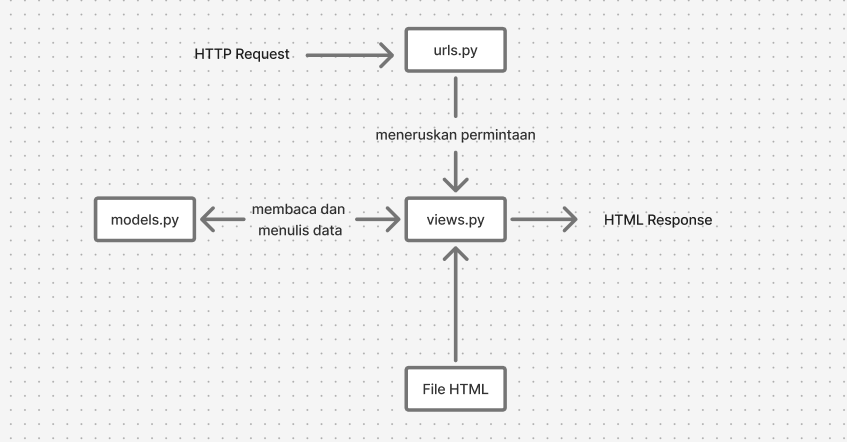 HTTP Request
urls.py
meneruskan permintaan
models.py
membaca dan
menulis data
views.py
HTML Response
File HTML